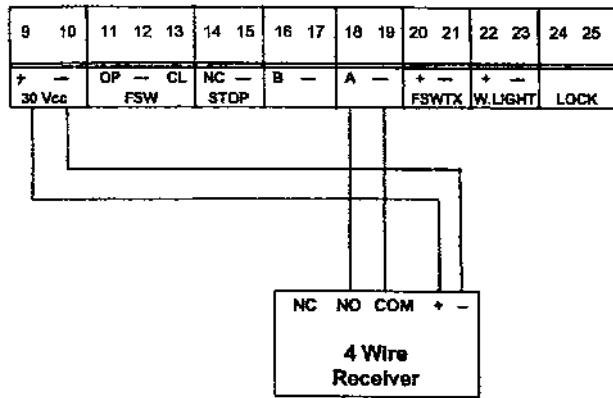 9 10 11 12 13 14 15 16 17 18 19 20 21 22 23 24 25
+ — OP — CL NC — B — A — + — + —
30 Vcc FSW STOP FSWTX W.LIGHT LOCK
NC NO COM + −
4 Wire
Receiver